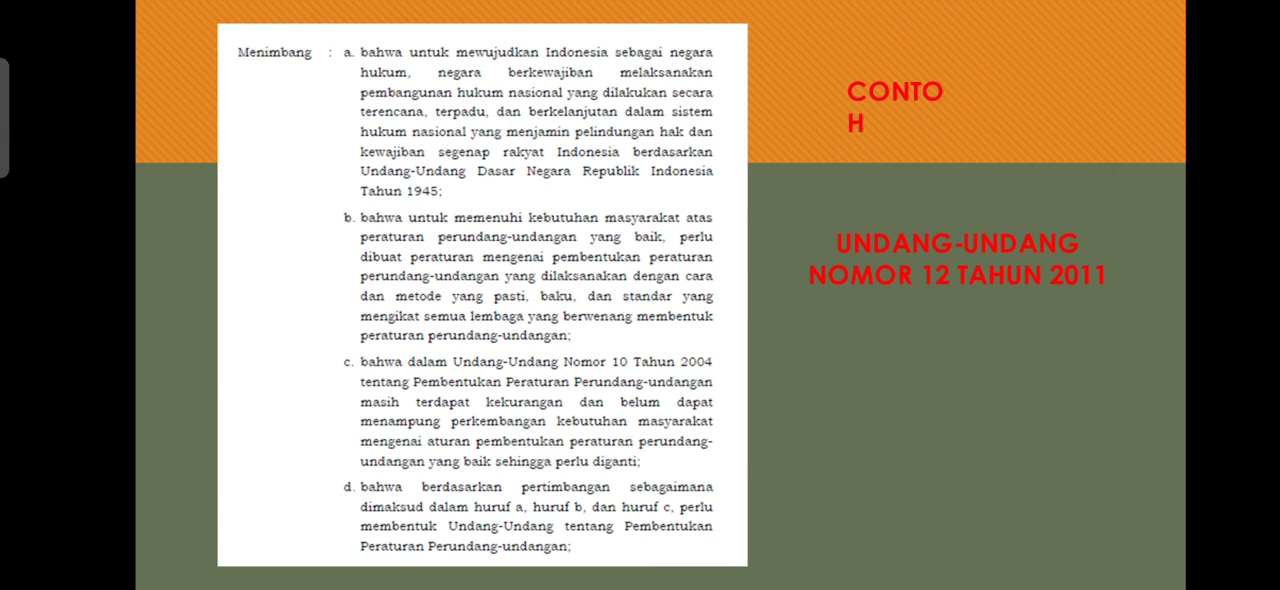 Menimbang : a. bahwa untuk mewujudkan Indonesia sebagai negara
hukum, negara berkewajiban melaksanakan
pembangunan hukum nasional yang dilakukan secara
terencana, terpadu, dan berkelanjutan dalam sistem
hukum nasional yang menjamin pelindungan hak dan
kewajiban segenap rakyat Indonesia berdasarkan
Undang-Undang Dasar Negara Republik Indonesia
Tahun 1945;
b. bahwa untuk memenuhi kebutuhan masyarakat atas
peraturan perundang-undangan yang baik, perlu
dibuat peraturan mengenai pembentukan peraturan
perundang-undangan yang dilaksanakan dengan cara
dan metode yang pasti, baku, dan standar yang
mengikat semua lembaga yang berwenang membentuk
peraturan perundang-undangan;
c. bahwa dalam Undang-Undang Nomor 10 Tahun 2004
tentang Pembentukan Peraturan Perundang-undangan
masih terdapat kekurangan dan belum dapat
menampung perkembangan kebutuhan masyarakat
mengenai aturan pembentukan peraturan perundang-
undangan yang baik sehingga perlu diganti;
d. bahwa berdasarkan pertimbangan sebagaimana
dimaksud dalam huruf a, huruf b, dan huruf c, perlu
membentuk Undang-Undang tentang Pembentukan
Peraturan Perundang-undangan;
CONTO
H
UNDANG-UNDANG
NOMOR 12 TAHUN 2011